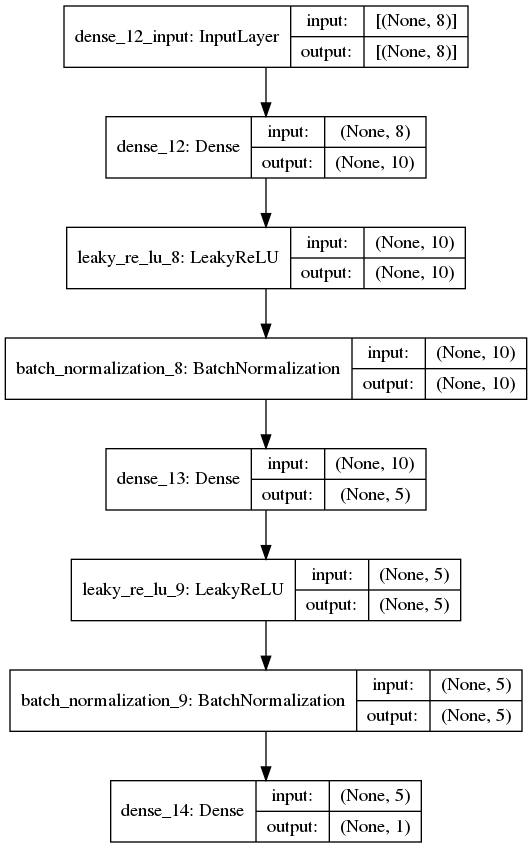 dense_12_input: InputLayer
input: [(None, 8)]
output: [(None, 8)]
dense_12: Dense
input: (None, 8)
output: (None, 10)
leaky_re_lu_8: LeakyReLU
input: (None, 10)
output: (None, 10)
batch_normalization_8: BatchNormalization
input: (None, 10)
output: (None, 10)
dense_13: Dense
input: (None, 10)
output: (None, 5)
leaky_re_lu_9: LeakyReLU
input: (None, 5)
output: (None, 5)
batch_normalization_9: BatchNormalization
input: (None, 5)
output: (None, 5)
dense_14: Dense
input: (None, 5)
output: (None, 1)